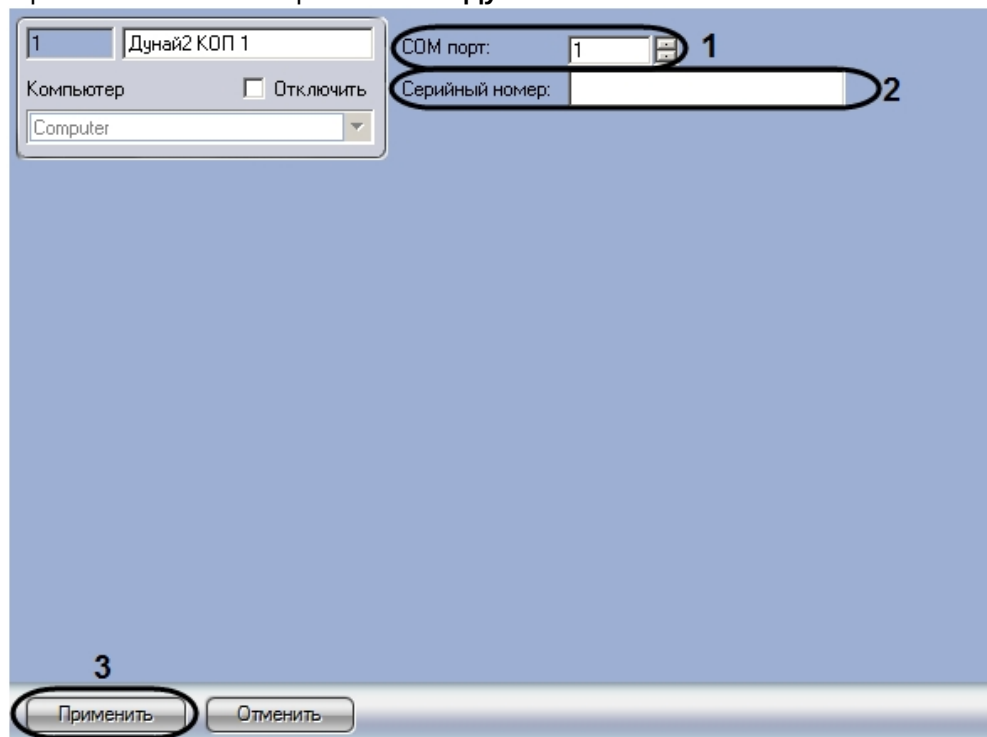 1 Дунай2 КОП 1
Компьютер Отключить
Computer
COM порт: 1 1
Серийный номер: 2
3
Применить Отменить